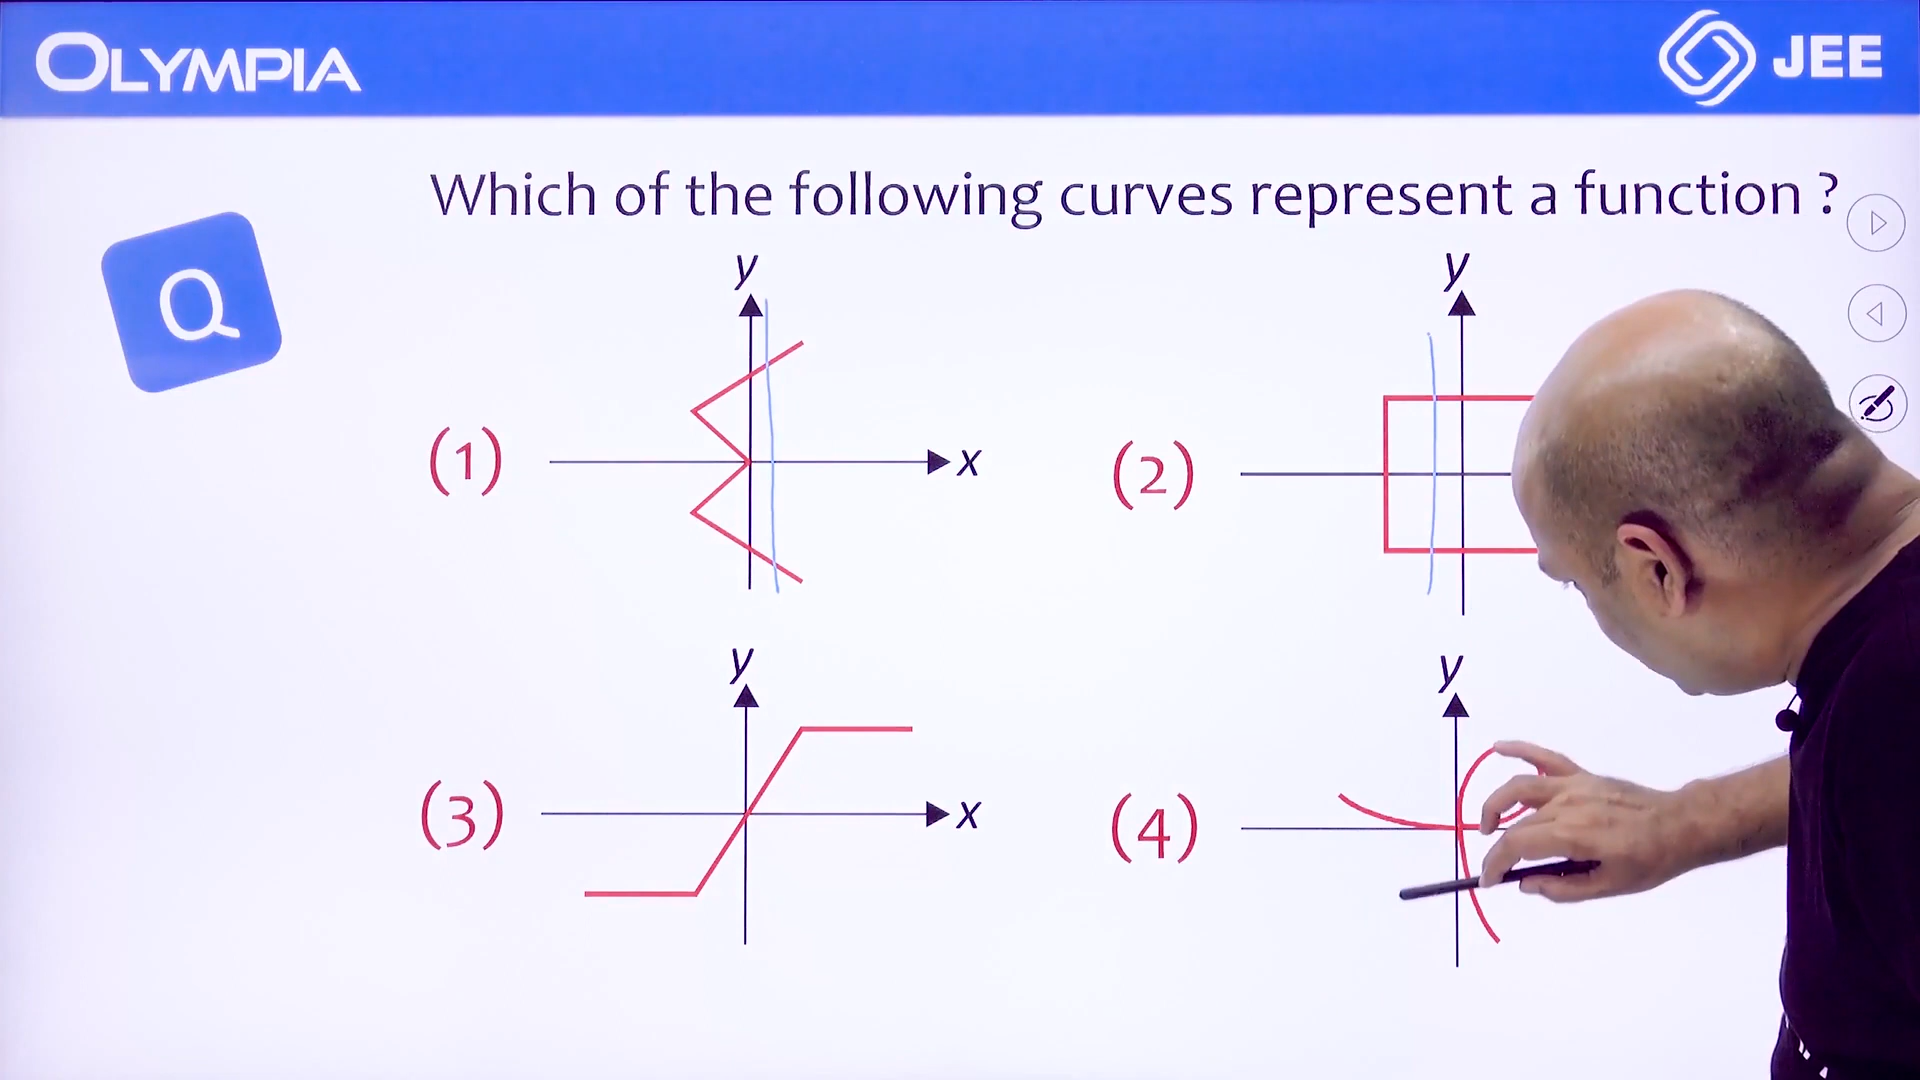 OLYMPIA
JEE
Which of the following curves represent a function ?
Q
y
x
(1)
y
(2)
y
x
(3)
y
(4)